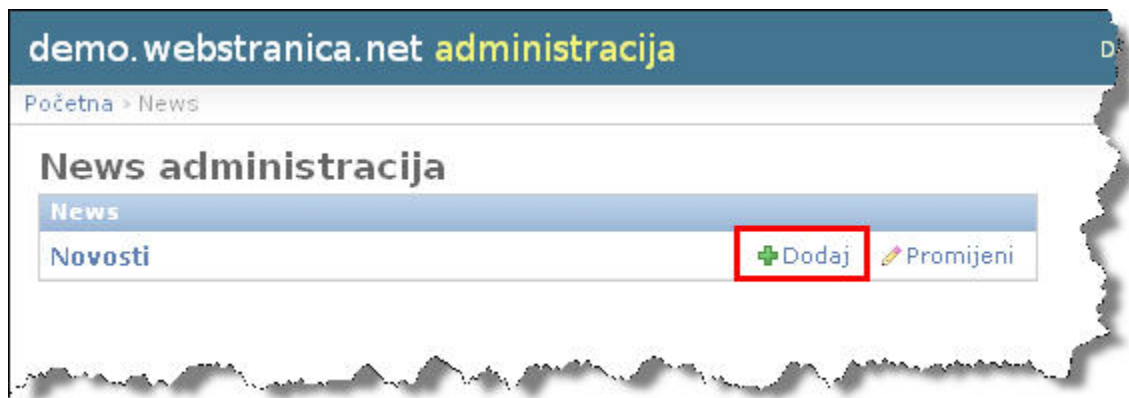 demo.webstranica.net administracija
D
Početna › News
News administracija
News
Novosti
Dodaj
Promijeni